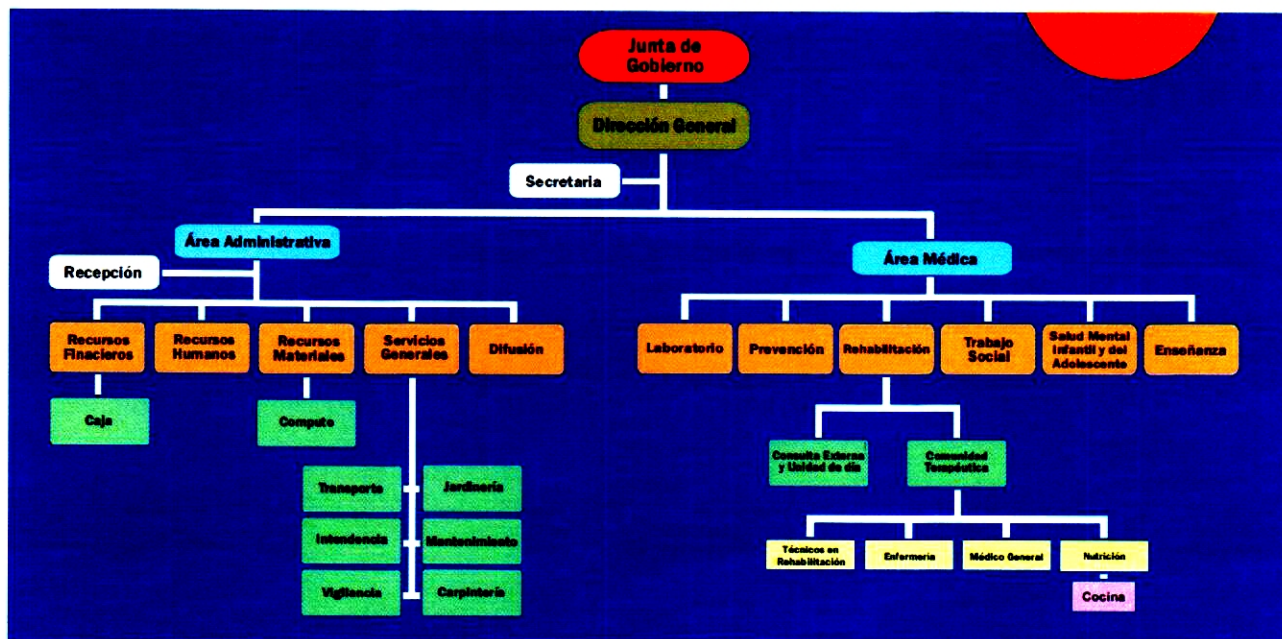 Junta de
Gobierno
Dirección General
Secretaria
Área Administrativa
Área Médica
Recepción
Recursos
Finacieros
Recursos
Humanos
Recursos
Materiales
Servicios
Generales
Difusión
Laboratorio
Prevención
Rehabilitación
Trabajo
Social
Salud Mental
Infantil y del
Adolescente
Enseñanza
Caja
Computo
Consulta Externa
y Unidad de día
Comunidad
Terapéutica
Transporte
Jardinería
Intendencia
Mantenimiento
Vigilancia
Carpintería
Técnicos en
Rehabilitación
Enfermería
Médico General
Nutrición
Cocina